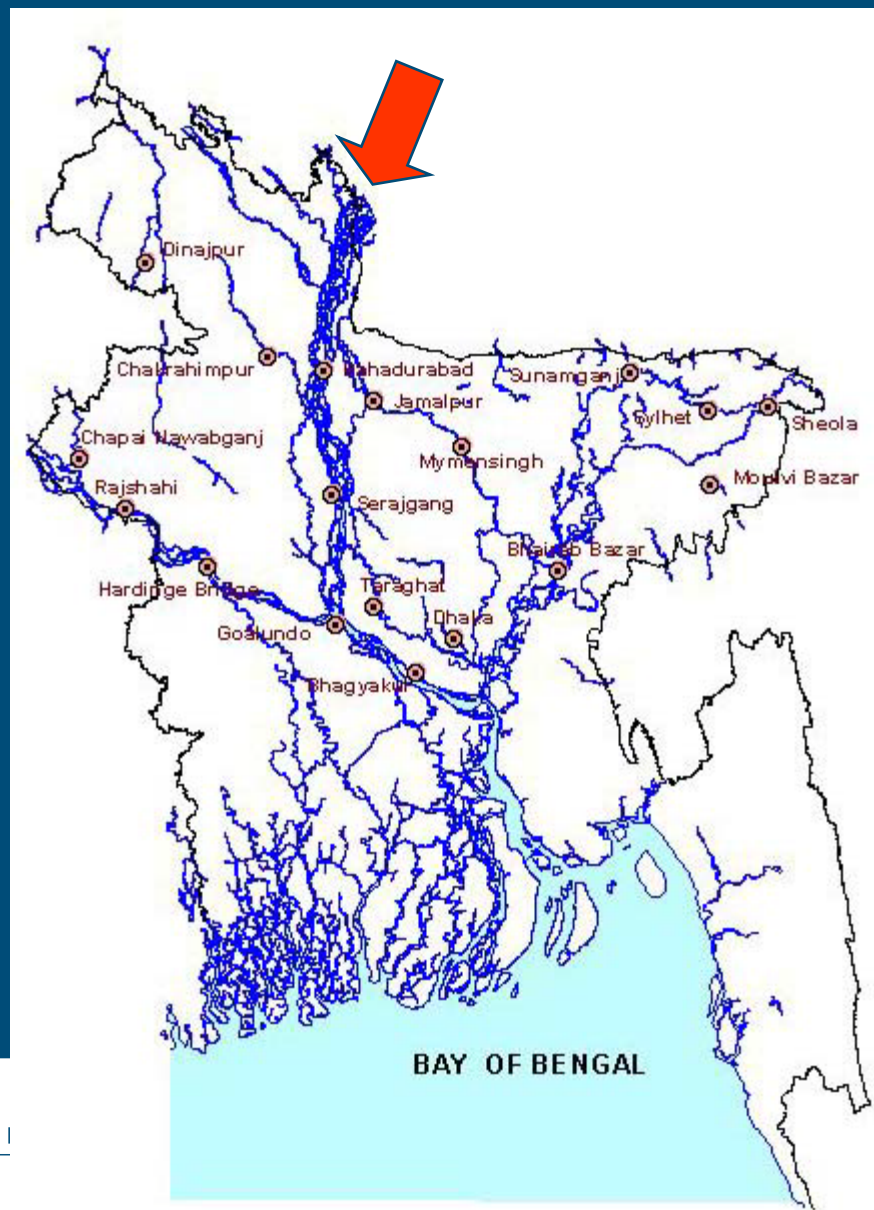 Dinajpur
Chakrahimpur
Bahadurabad
Sunamganj
Jamalpur
Sylhet
Sheola
Chapai Nawabganj
Mymensingh
Rajshahi
Moulvi Bazar
Serajgang
Bhairab Bazar
Hardinge Bridge
Taraghat
Goalundo
Dhaka
Bhagyakul
BAY OF BENGAL